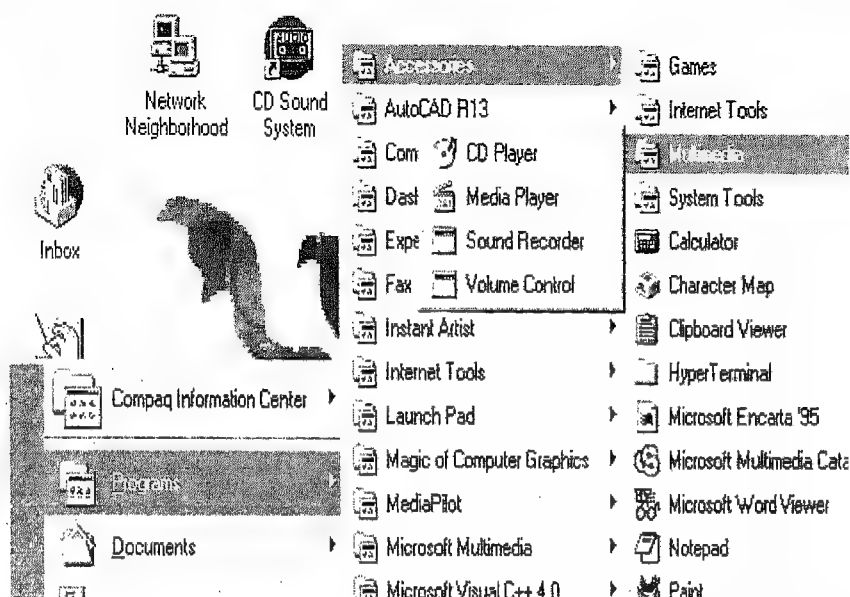 Network
Neighborhood
CD Sound
System
Inbox
Compaq Information Center
Programs
Documents
Accessories
AutoCAD R13
Com
Dash
Expe
Fax
Instant Artist
Internet Tools
Launch Pad
Magic of Computer Graphics
MediaPilot
Microsoft Multimedia
Microsoft Visual C++ 4.0
CD Player
Media Player
Sound Recorder
Volume Control
Games
Internet Tools
Multimedia
System Tools
Calculator
Character Map
Clipboard Viewer
HyperTerminal
Microsoft Encarta '95
Microsoft Multimedia Cata
Microsoft Word Viewer
Notepad
Paint